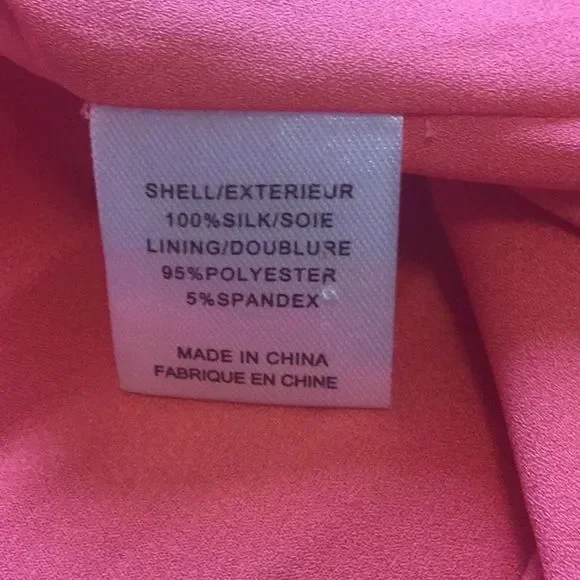 SHELL/EXTERIEUR
100%SILK/SOIE
LINING/DOUBLURE
95%POLYESTER
5%SPANDEX
MADE IN CHINA
FABRIQUE EN CHINE